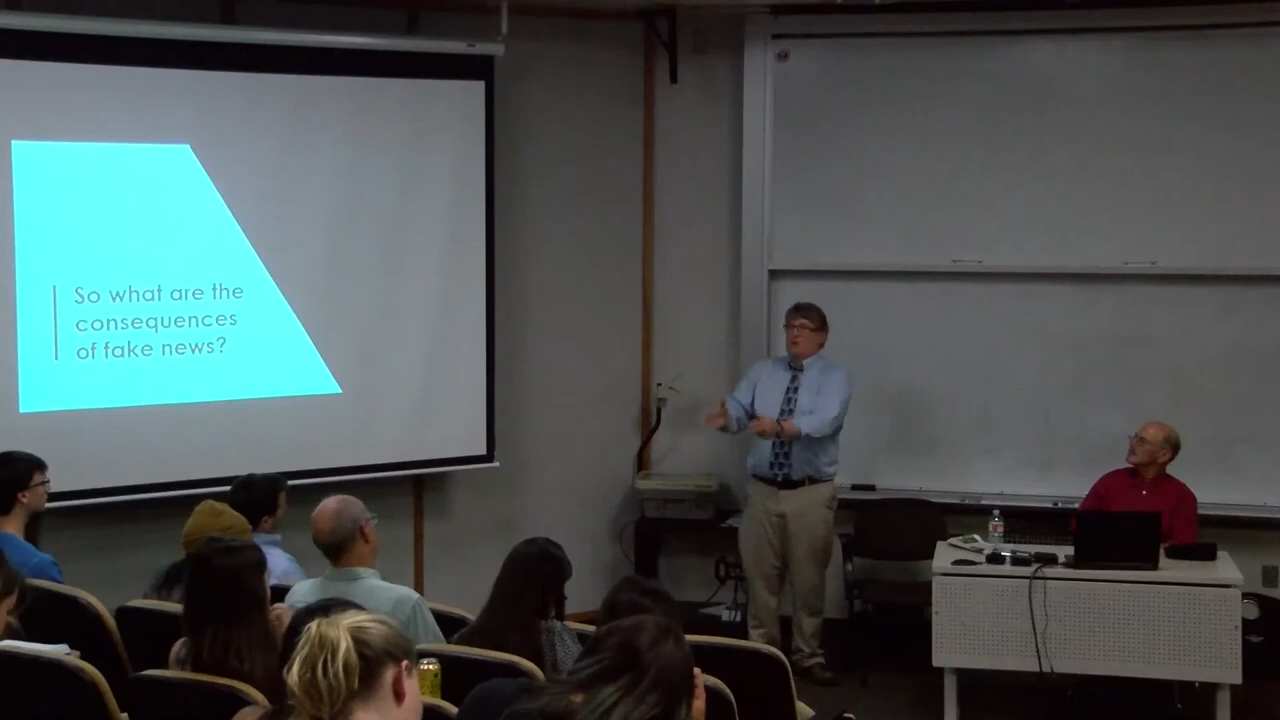 So what are the
consequences
of fake news?